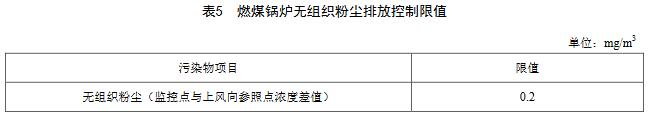 表5 燃煤锅炉无组织粉尘排放控制限值
单位：mg/m³
污染物项目 限值
无组织粉尘（监控点与上风向参照点浓度差值） 0.2